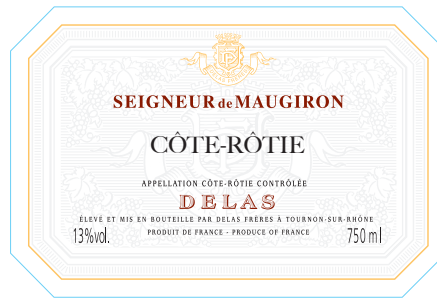 SEIGNEUR de MAUGIRON
CÔTE-RÔTIE
APPELLATION CÔTE-RÔTIE CONTRÔLÉE
DELAS
ÉLEVÉ ET MIS EN BOUTEILLE PAR DELAS FRÈRES À TOURNON-SUR-RHÔNE
13%vol. PRODUIT DE FRANCE - PRODUCE OF FRANCE 750 ml